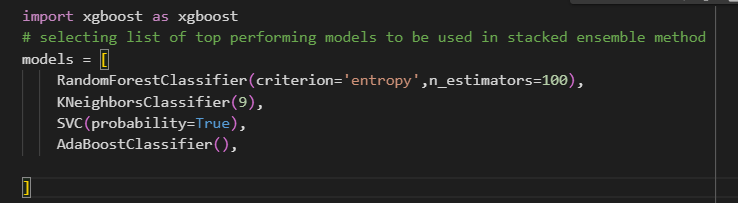 import xgboost as xgboost
# selecting list of top performing models to be used in stacked ensemble method
models = [
    RandomForestClassifier(criterion='entropy',n_estimators=100),
    KNeighborsClassifier(9),
    SVC(probability=True),
    AdaBoostClassifier(),

]